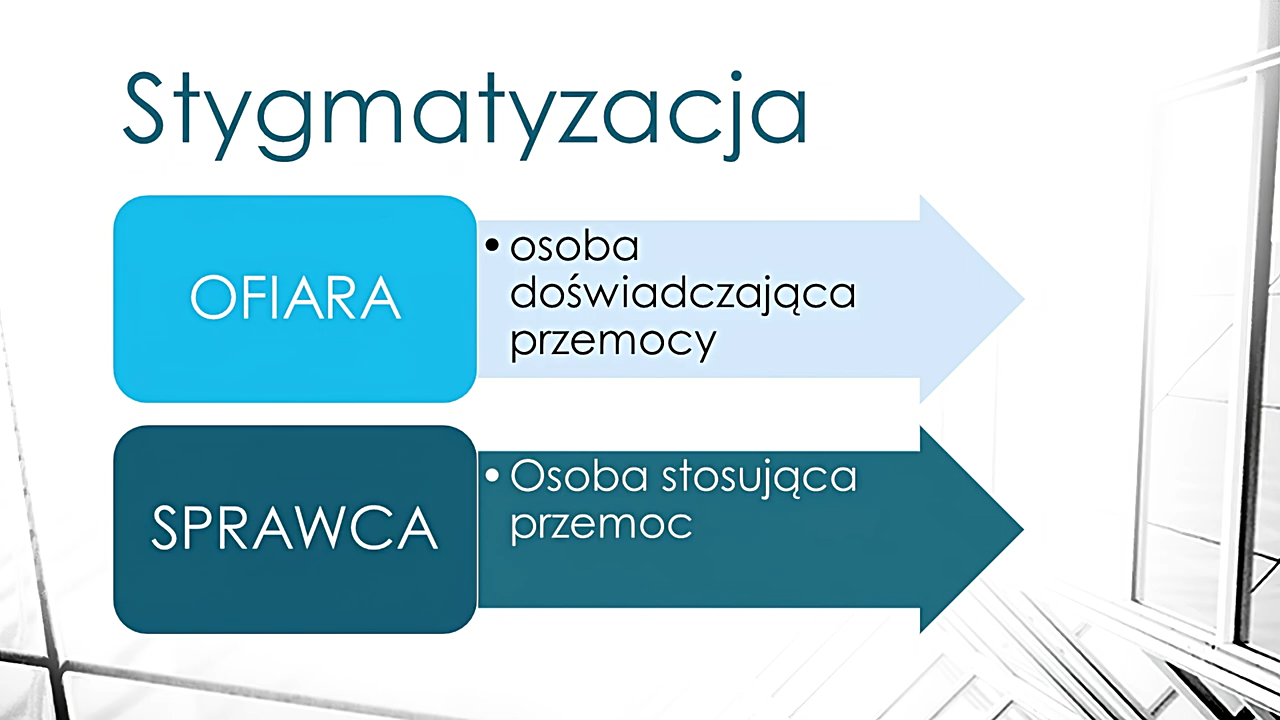 Stygmatyzacja
OFIARA
• osoba
doświadczająca
przemocy
SPRAWCA
• Osoba stosująca
przemoc